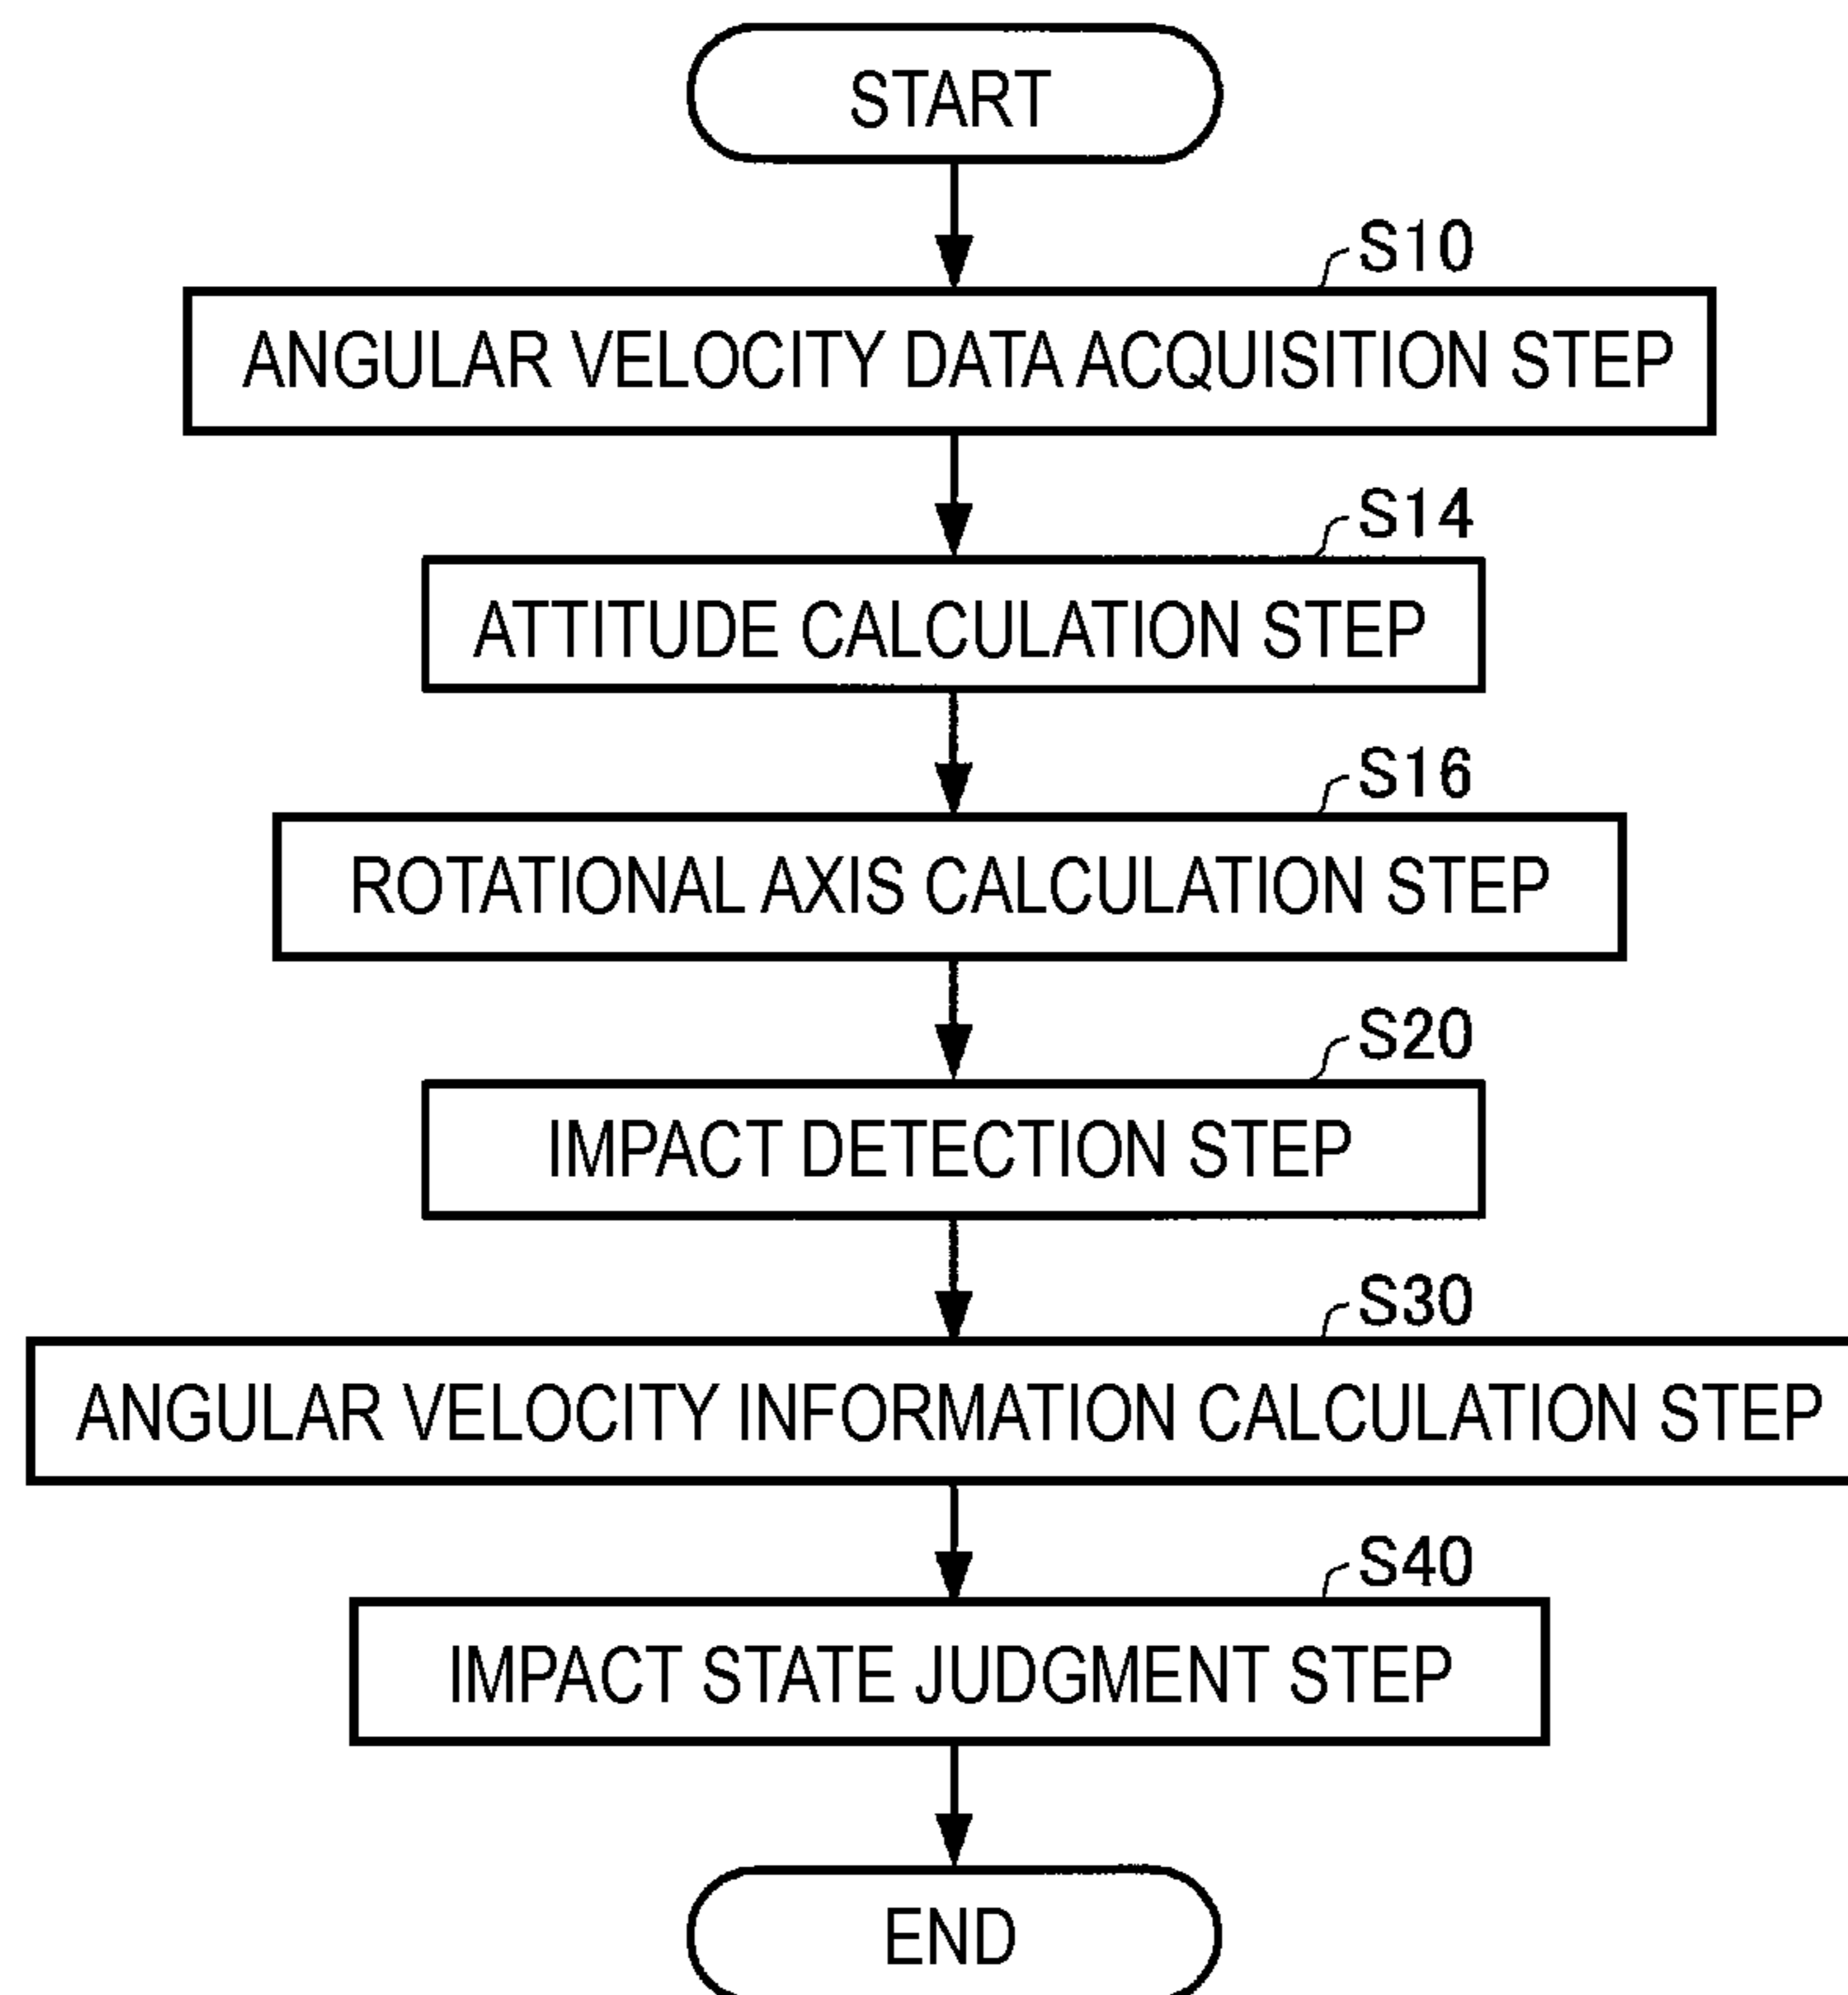 START
S10
ANGULAR VELOCITY DATA ACQUISITION STEP
S14
ATTITUDE CALCULATION STEP
S16
ROTATIONAL AXIS CALCULATION STEP
S20
IMPACT DETECTION STEP
S30
ANGULAR VELOCITY INFORMATION CALCULATION STEP
S40
IMPACT STATE JUDGMENT STEP
END